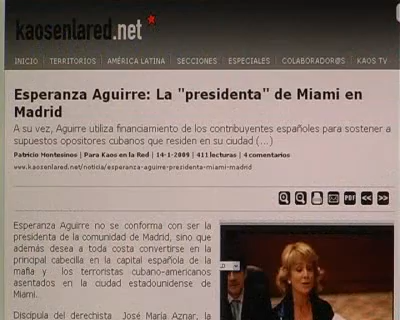 kaosenlared.net
INICIO | TERRITORIOS | AMÉRICA LATINA | SECCIONES | ESPECIALES | COLABORADOR@S | KAOS TV
Esperanza Aguirre: La "presidenta" de Miami en
Madrid
A su vez, Aguirre utiliza financiamiento de los contribuyentes españoles para sostener a
supuestos opositores cubanos que residen en su ciudad (...)
Patricio Montesinos | Para Kaos en la Red | 14-1-2009 | 411 lecturas | 4 comentarios
www.kaosenlared.net/noticia/esperanza-aguirre-presidenta-miami-madrid
PDF << >>
Esperanza Aguirre no se conforma con ser la
presidenta de la comunidad de Madrid, sino que
además desea a toda costa convertirse en la
principal cabecilla en la capital española de la
mafia y los terroristas cubano-americanos
asentados en la ciudad estadounidense de
Miami.
Discípula del derechista José María Aznar, la